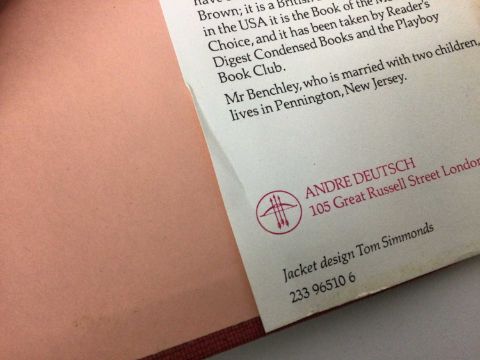 Brown; it is a British
in the USA it is the Book of the
Choice, and it has been taken by Reader's
Digest Condensed Books and the Playboy
Book Club.
Mr Benchley, who is married with two children,
lives in Pennington, New Jersey.
ANDRE DEUTSCH
105 Great Russell Street London
Jacket design Tom Simmonds
233 96510 6